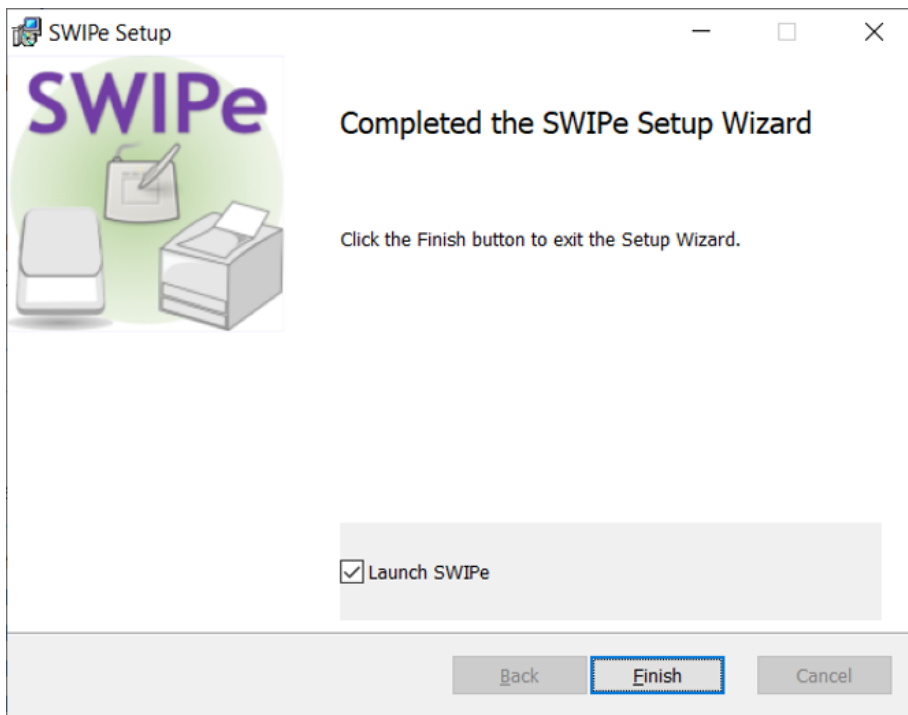 SWIPe Setup
SWIPe
Completed the SWIPe Setup Wizard
Click the Finish button to exit the Setup Wizard.
Launch SWIPe
Back Finish Cancel